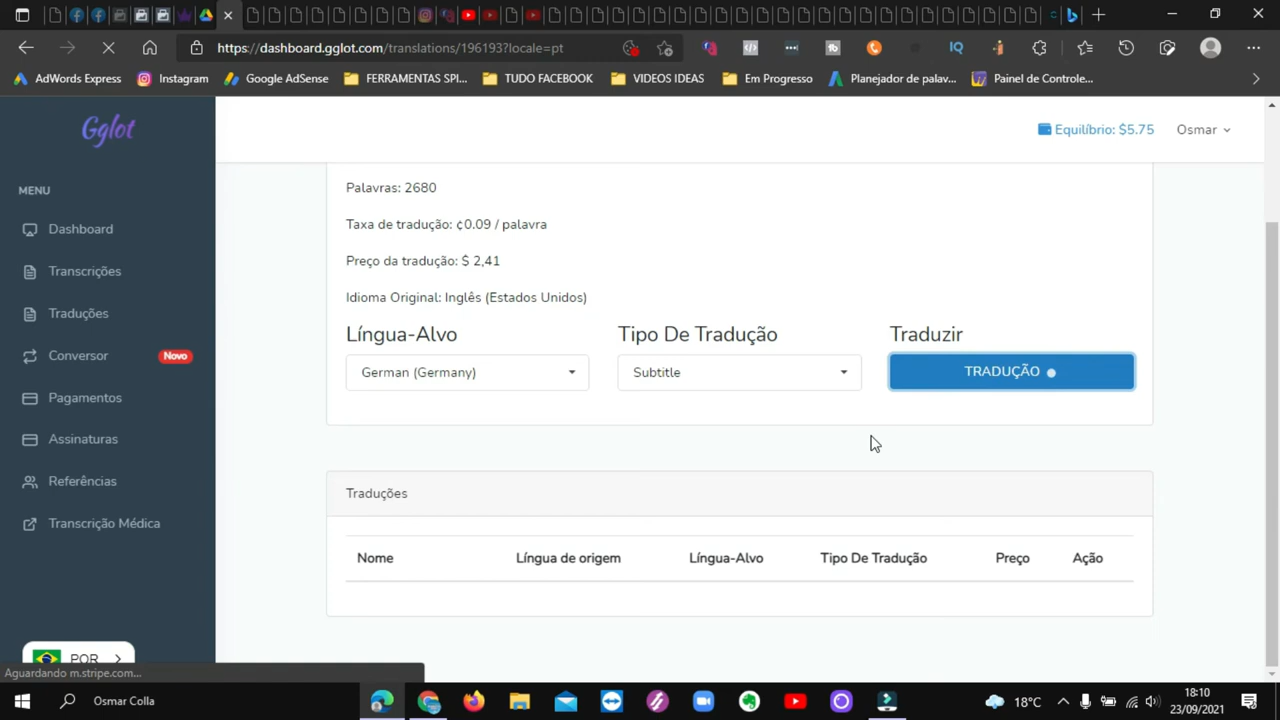 https://dashboard.gglot.com/translations/196193?locale=pt
IQ
AdWords Express
Instagram
Google AdSense
FERRAMENTAS SPI...
TUDO FACEBOOK
VIDEOS IDEAS
Em Progresso
Planejador de palav...
Painel de Controle...
Gglot
Equilíbrio: $5.75
Osmar
MENU
Dashboard
Transcrições
Traduções
Conversor
Novo
Pagamentos
Assinaturas
Referências
Transcrição Médica
POR
Palavras: 2680
Taxa de tradução: ¢0.09 / palavra
Preço da tradução: $ 2,41
Idioma Original: Inglês (Estados Unidos)
Língua-Alvo
Tipo De Tradução
Traduzir
German (Germany)
Subtitle
TRADUÇÃO
Traduções
Nome
Língua de origem
Língua-Alvo
Tipo De Tradução
Preço
Ação
Aguardando m.stripe.com...
Osmar Colla
18°C
18:10
23/09/2021